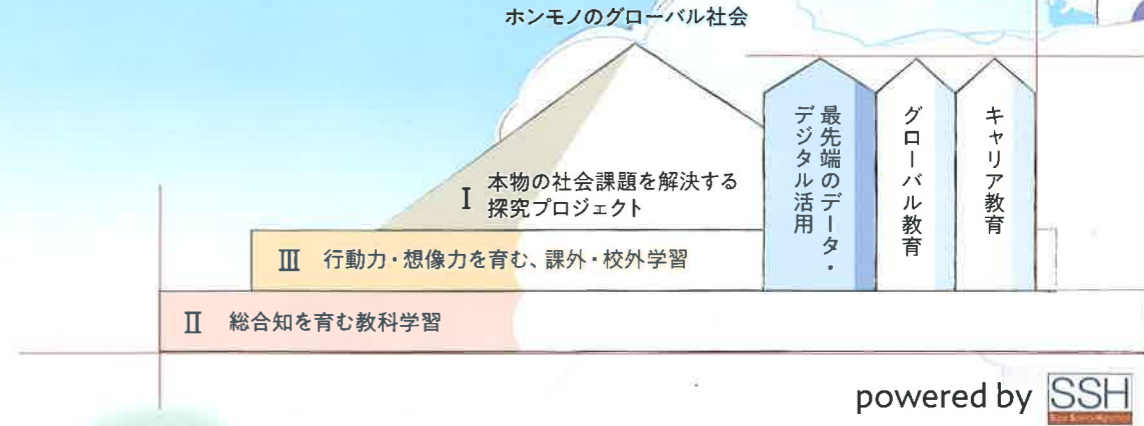 ホンモノのグローバル社会
I 本物の社会課題を解決する
探究プロジェクト
最先端のデータ・
デジタル活用
グローバル教育
キャリア教育
III 行動力・想像力を育む、課外・校外学習
II 総合知を育む教科学習
powered by SSH